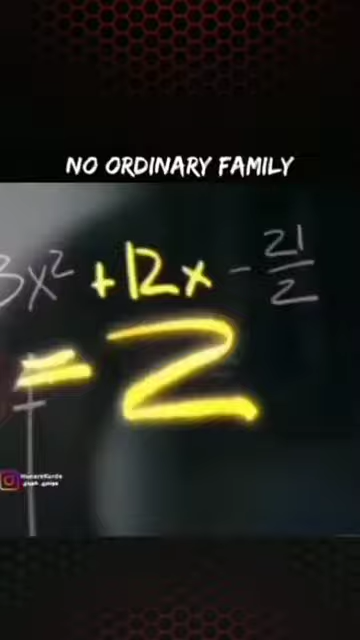 NO ORDINARY FAMILY
3x² +12x - 21/2
= 2